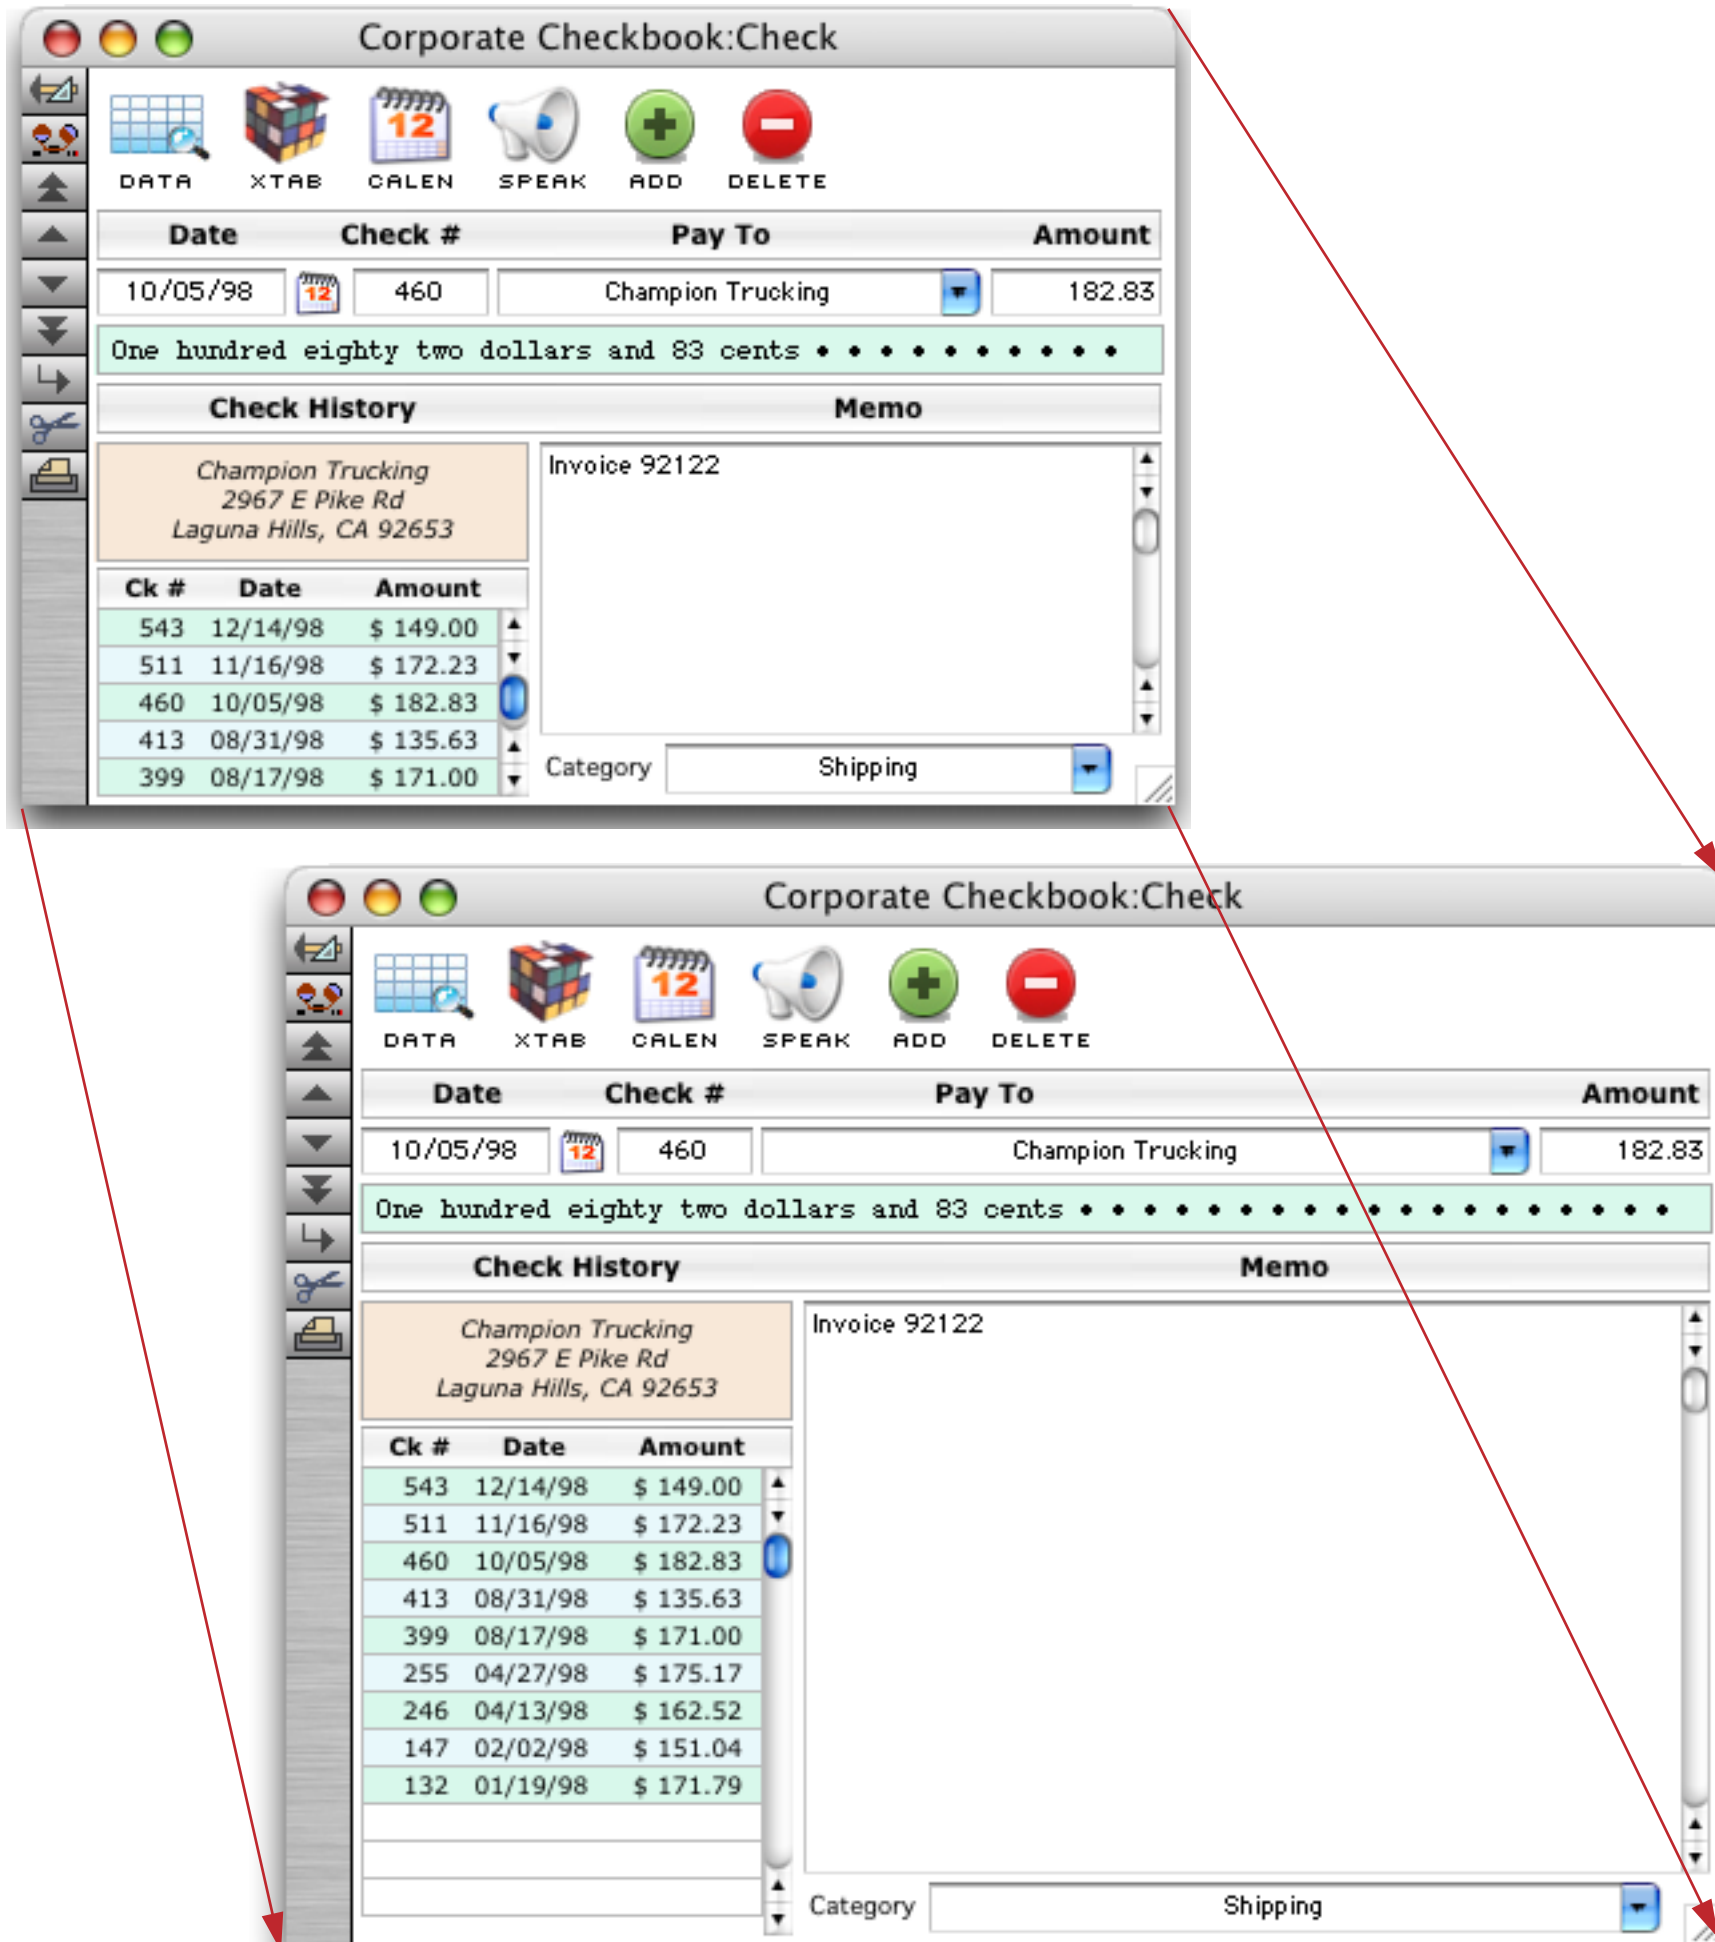 Corporate Checkbook:Check
DATA XTAB 12 CALEN SPEAK ADD DELETE
Date Check # Pay To Amount
10/05/98 12 460 Champion Trucking 182.83
One hundred eighty two dollars and 83 cents • • • • • • • • • •
Check History Memo
Champion Trucking
2967 E Pike Rd
Laguna Hills, CA 92653
Invoice 92122
Ck # Date Amount
543 12/14/98 $ 149.00
511 11/16/98 $ 172.23
460 10/05/98 $ 182.83
413 08/31/98 $ 135.63
399 08/17/98 $ 171.00
Category Shipping
Corporate Checkbook:Check
DATA XTAB 12 CALEN SPEAK ADD DELETE
Date Check # Pay To Amount
10/05/98 12 460 Champion Trucking 182.83
One hundred eighty two dollars and 83 cents • • • • • • • • • • • • • • • • • • •
Check History Memo
Champion Trucking
2967 E Pike Rd
Laguna Hills, CA 92653
Invoice 92122
Ck # Date Amount
543 12/14/98 $ 149.00
511 11/16/98 $ 172.23
460 10/05/98 $ 182.83
413 08/31/98 $ 135.63
399 08/17/98 $ 171.00
255 04/27/98 $ 175.17
246 04/13/98 $ 162.52
147 02/02/98 $ 151.04
132 01/19/98 $ 171.79
Category Shipping